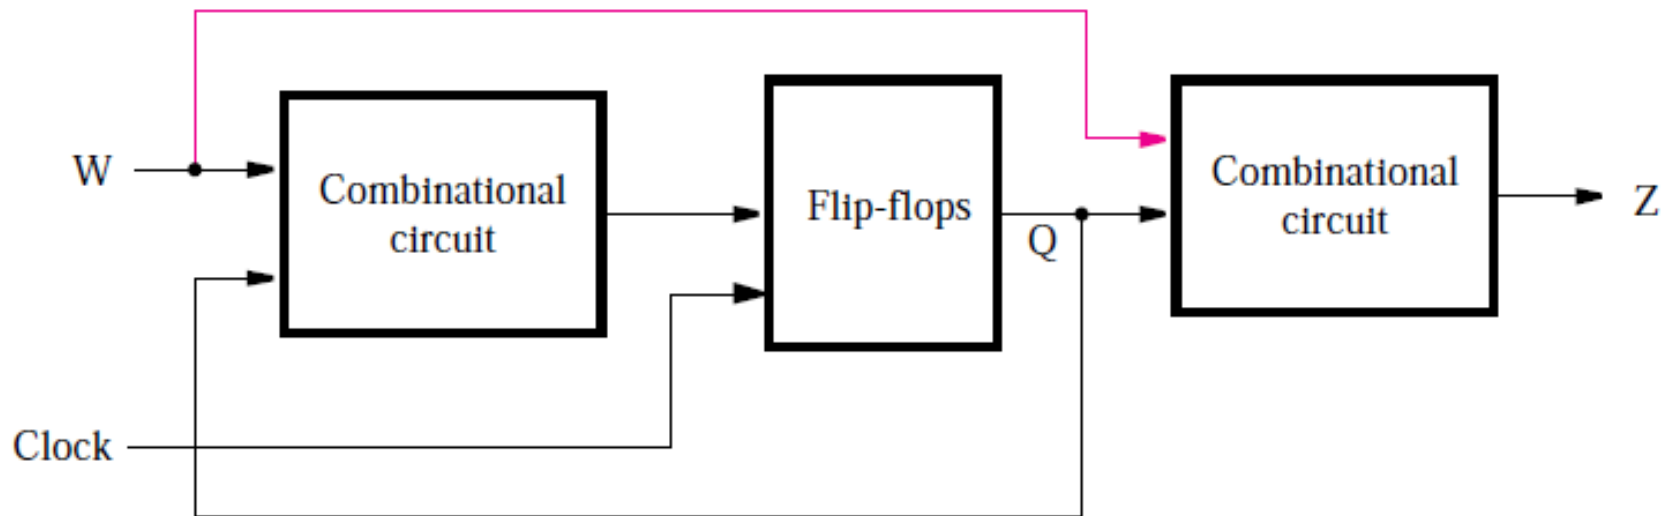 W
Combinational
circuit
Flip-flops
Q
Combinational
circuit
Z
Clock